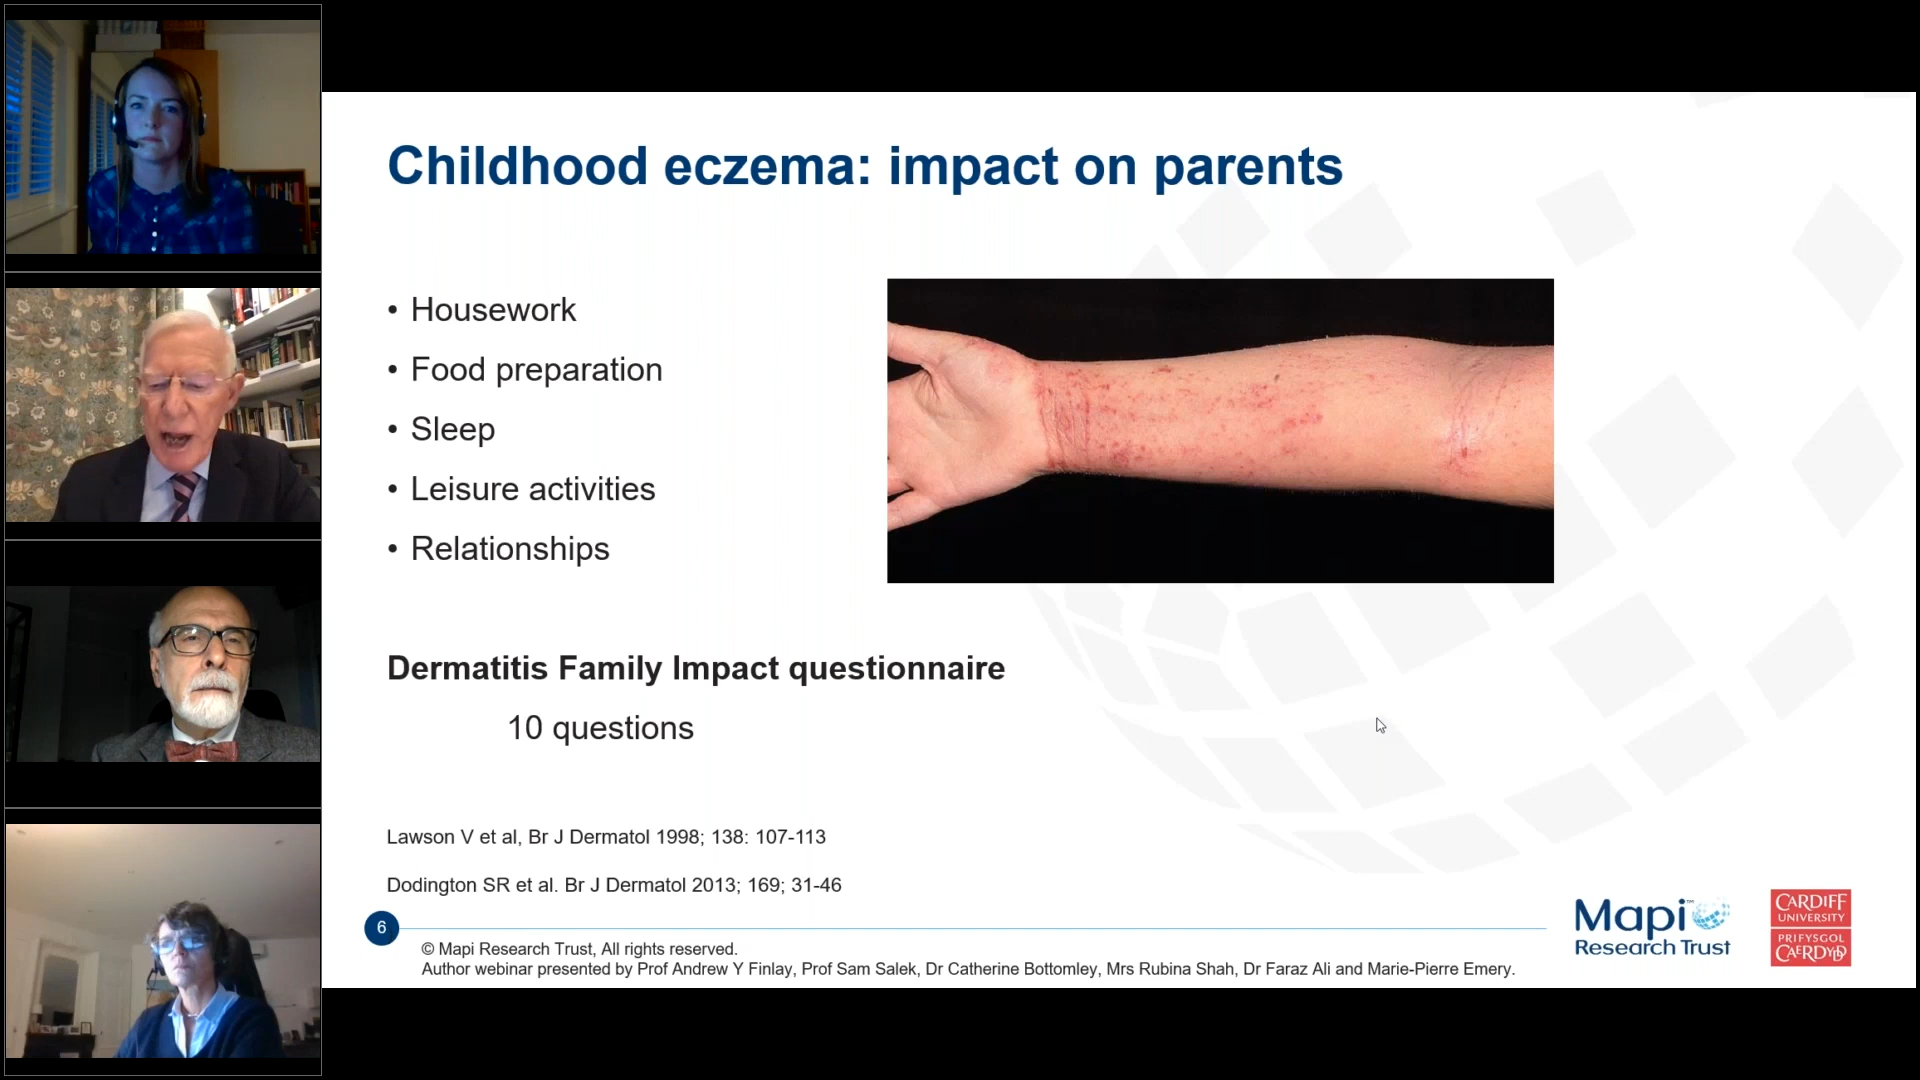 Childhood eczema: impact on parents
• Housework
• Food preparation
• Sleep
• Leisure activities
• Relationships
Dermatitis Family Impact questionnaire
10 questions
Lawson V et al, Br J Dermatol 1998; 138: 107-113
Dodington SR et al. Br J Dermatol 2013; 169; 31-46
6
© Mapi Research Trust, All rights reserved.
Author webinar presented by Prof Andrew Y Finlay, Prof Sam Salek, Dr Catherine Bottomley, Mrs Rubina Shah, Dr Faraz Ali and Marie-Pierre Emery.
Mapi™
Research Trust
CARDIFF
UNIVERSITY
PRIFYSGOL
CAERDYDD